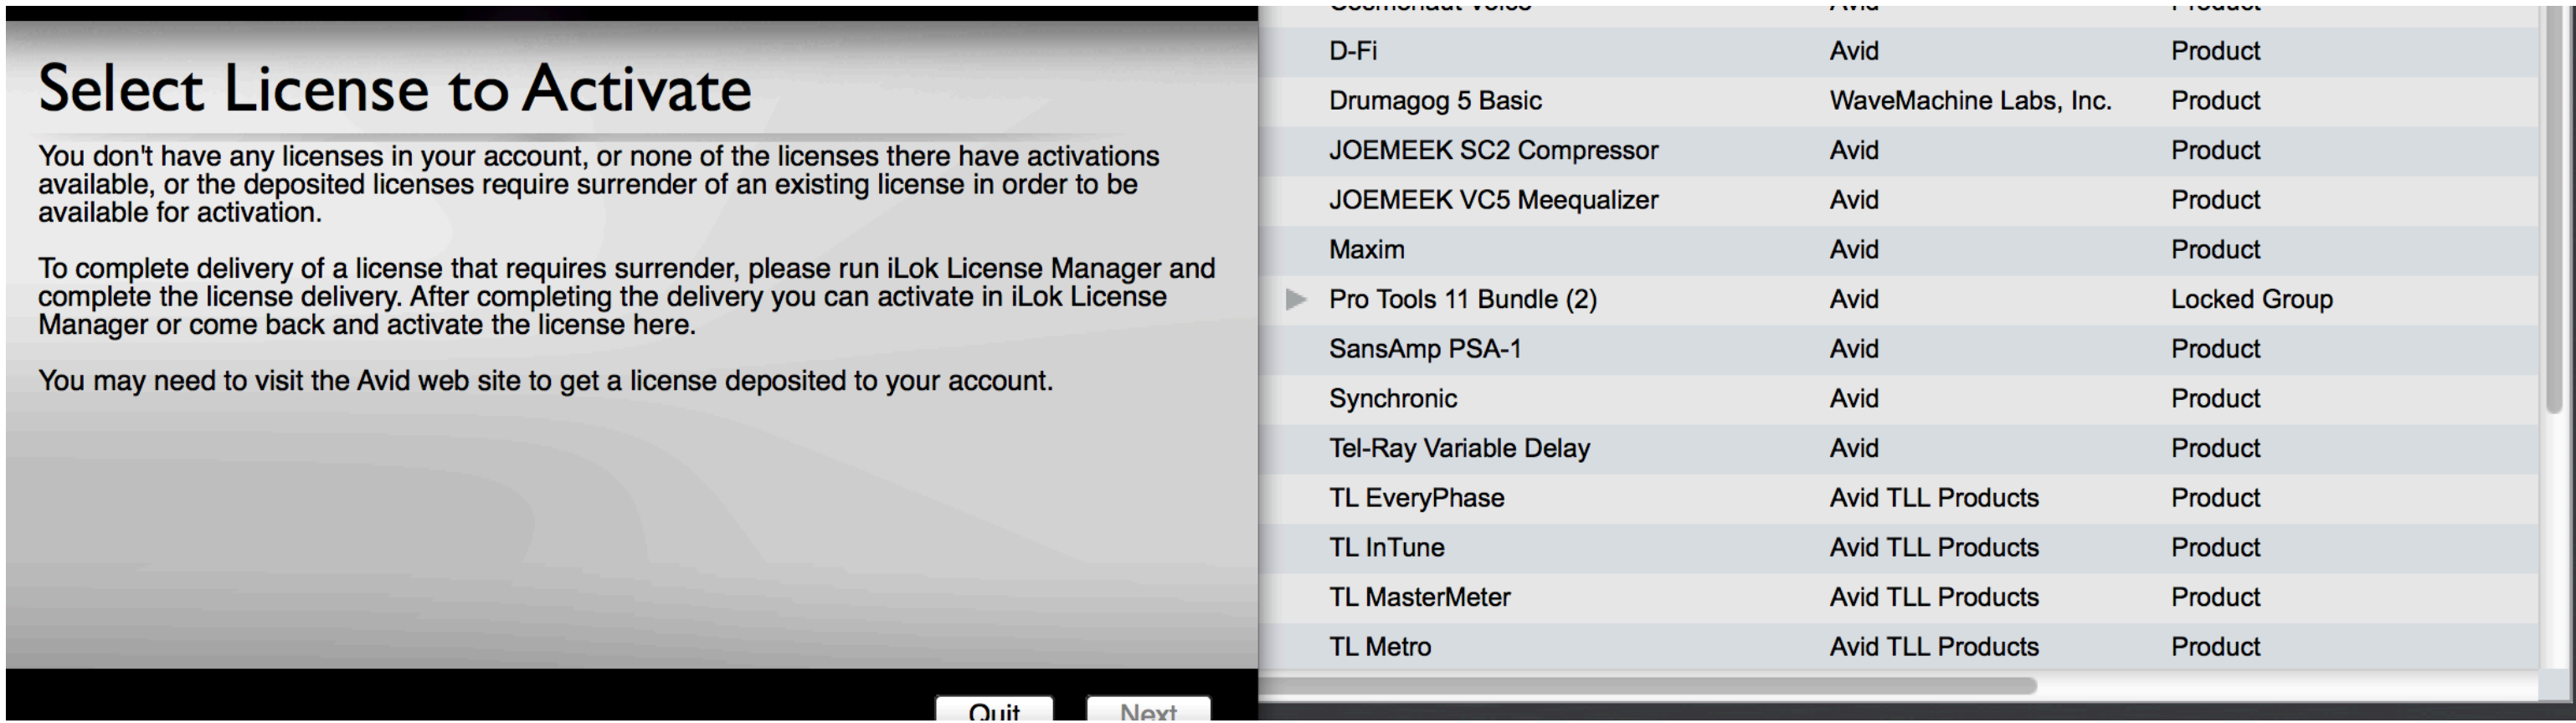 Select License to Activate
You don't have any licenses in your account, or none of the licenses there have activations
available, or the deposited licenses require surrender of an existing license in order to be
available for activation.
To complete delivery of a license that requires surrender, please run iLok License Manager and
complete the license delivery. After completing the delivery you can activate in iLok License
Manager or come back and activate the license here.
You may need to visit the Avid web site to get a license deposited to your account.
Quit Next
Cosmonaut Voice Avid Product
D-Fi Avid Product
Drumagog 5 Basic WaveMachine Labs, Inc. Product
JOEMEEK SC2 Compressor Avid Product
JOEMEEK VC5 Meequalizer Avid Product
Maxim Avid Product
Pro Tools 11 Bundle (2) Avid Locked Group
SansAmp PSA-1 Avid Product
Synchronic Avid Product
Tel-Ray Variable Delay Avid Product
TL EveryPhase Avid TLL Products Product
TL InTune Avid TLL Products Product
TL MasterMeter Avid TLL Products Product
TL Metro Avid TLL Products Product